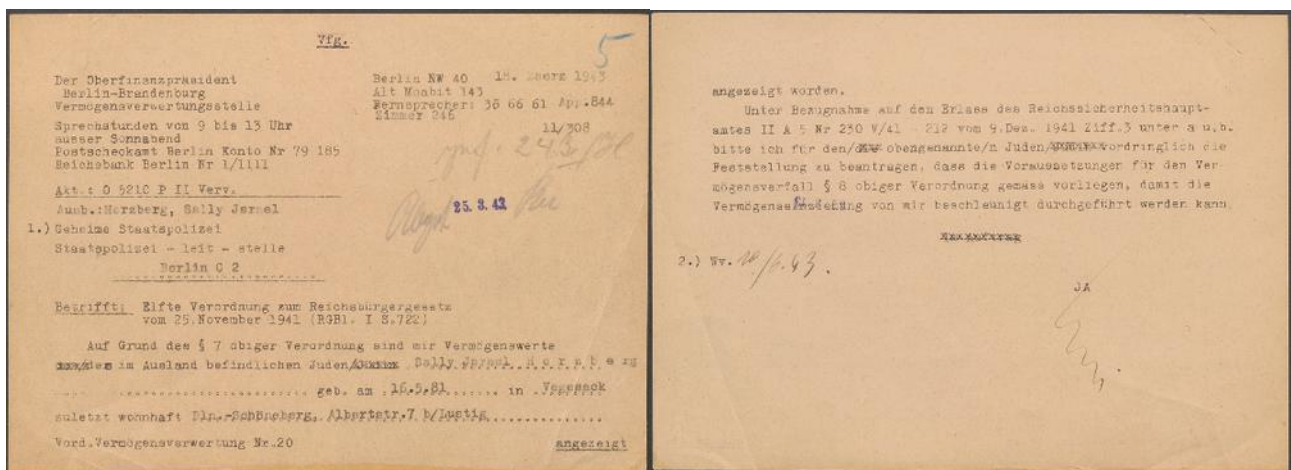 Vfg.
5
Der Oberfinanzpräsident
Berlin-Brandenburg
Vermögensverwertungsstelle
Sprechstunden von 9 bis 13 Uhr
ausser Sonnabend
Postscheckamt Berlin Konto Nr 79 185
Reichsbank Berlin Nr 1/1111
Berlin NW 40 18. Maerz 1943
Alt Moabit 143
Fernsprecher: 36 66 61 App.844
Zimmer 246
11/308
Akt.: O 5210 P II Verv.
Ausb.:Herzberg, Sally Jsrael
25.3.43
1.) Geheime Staatspolizei
Staatspolizei - leit - stelle
Berlin C 2
Betrifft: Elfte Verordnung zum Reichsbürgergesetz
vom 25.November 1941 (RGBl. I S.722)
Auf Grund des § 7 obiger Verordnung sind mir Vermögenswerte
des im Ausland befindlichen Juden/ Sally Jsrael
geb. am 16.5.81 in Vegesack
zuletzt wohnhaft Bln.-Schöneberg, Albertstr.7 b/Lustig
Vord.Vermögensverwertung Nr.20 angezeigt
angezeigt worden.
Unter Bezugnahme auf den Erlass des Reichssicherheitshaupt-
amtes II A 5 Nr 230 V/41 - 212 vom 9.Dez. 1941 Ziff.3 unter a u.b.
bitte ich für den/ obengenannte/n Juden/ vordringlich die
Feststellung zu beantragen, dass die Voraussetzungen für den Ver-
mögensverfall § 8 obiger Verordnung gemäss vorliegen, damit die
von mir beschleunigt durchgeführt werden kann.
2.) Wv. 10/6.43.
JA